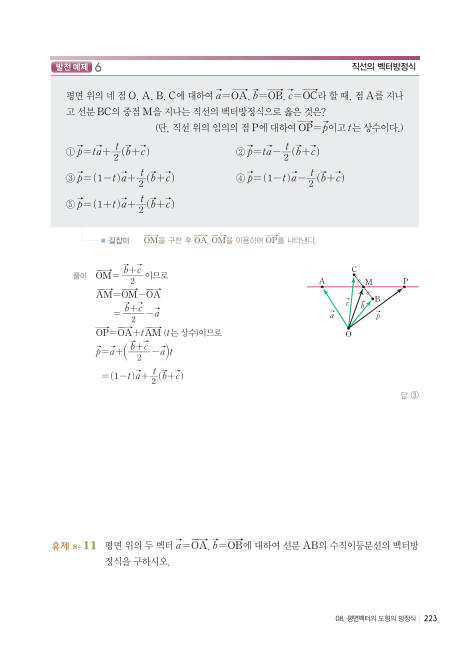 발전 예제 6
직선의 벡터방정식
평면 위의 네 점 O, A, B, C에 대하여 $\vec{a}=\overrightarrow{OA}$, $\vec{b}=\overrightarrow{OB}$, $\vec{c}=\overrightarrow{OC}$라 할 때, 점 A를 지나
고 선분 BC의 중점 M을 지나는 직선의 벡터방정식으로 옳은 것은?
(단, 직선 위의 임의의 점 P에 대하여 $\overrightarrow{OP}=\vec{p}$이고 t는 상수이다.)
① $\vec{p}=t\vec{a}+\frac{t}{2}(\vec{b}+\vec{c})$ ② $\vec{p}=t\vec{a}-\frac{t}{2}(\vec{b}+\vec{c})$
③ $\vec{p}=(1-t)\vec{a}+\frac{t}{2}(\vec{b}+\vec{c})$ ④ $\vec{p}=(1-t)\vec{a}-\frac{t}{2}(\vec{b}+\vec{c})$
⑤ $\vec{p}=(1+t)\vec{a}+\frac{t}{2}(\vec{b}+\vec{c})$
■ 길잡이 $\overrightarrow{OM}$을 구한 후 $\overrightarrow{OA}$, $\overrightarrow{OM}$을 이용하여 $\overrightarrow{OP}$를 나타낸다.
풀이 $\overrightarrow{OM}=\frac{\vec{b}+\vec{c}}{2}$이므로
$\overrightarrow{AM}=\overrightarrow{OM}-\overrightarrow{OA}$
$=\frac{\vec{b}+\vec{c}}{2}-\vec{a}$
$\overrightarrow{OP}=\overrightarrow{OA}+t\overrightarrow{AM}$ (t는 상수)이므로
$\vec{p}=\vec{a}+\left(\frac{\vec{b}+\vec{c}}{2}-\vec{a}\right)t$
$=(1-t)\vec{a}+\frac{t}{2}(\vec{b}+\vec{c})$
C
A M P
B
$\vec{a}$ $\vec{c}$ $\vec{b}$ $\vec{p}$
O
답 ③
유제 8-11 평면 위의 두 벡터 $\vec{a}=\overrightarrow{OA}$, $\vec{b}=\overrightarrow{OB}$에 대하여 선분 AB의 수직이등분선의 벡터방
정식을 구하시오.
08. 평면벡터의 도형의 방정식 | 223